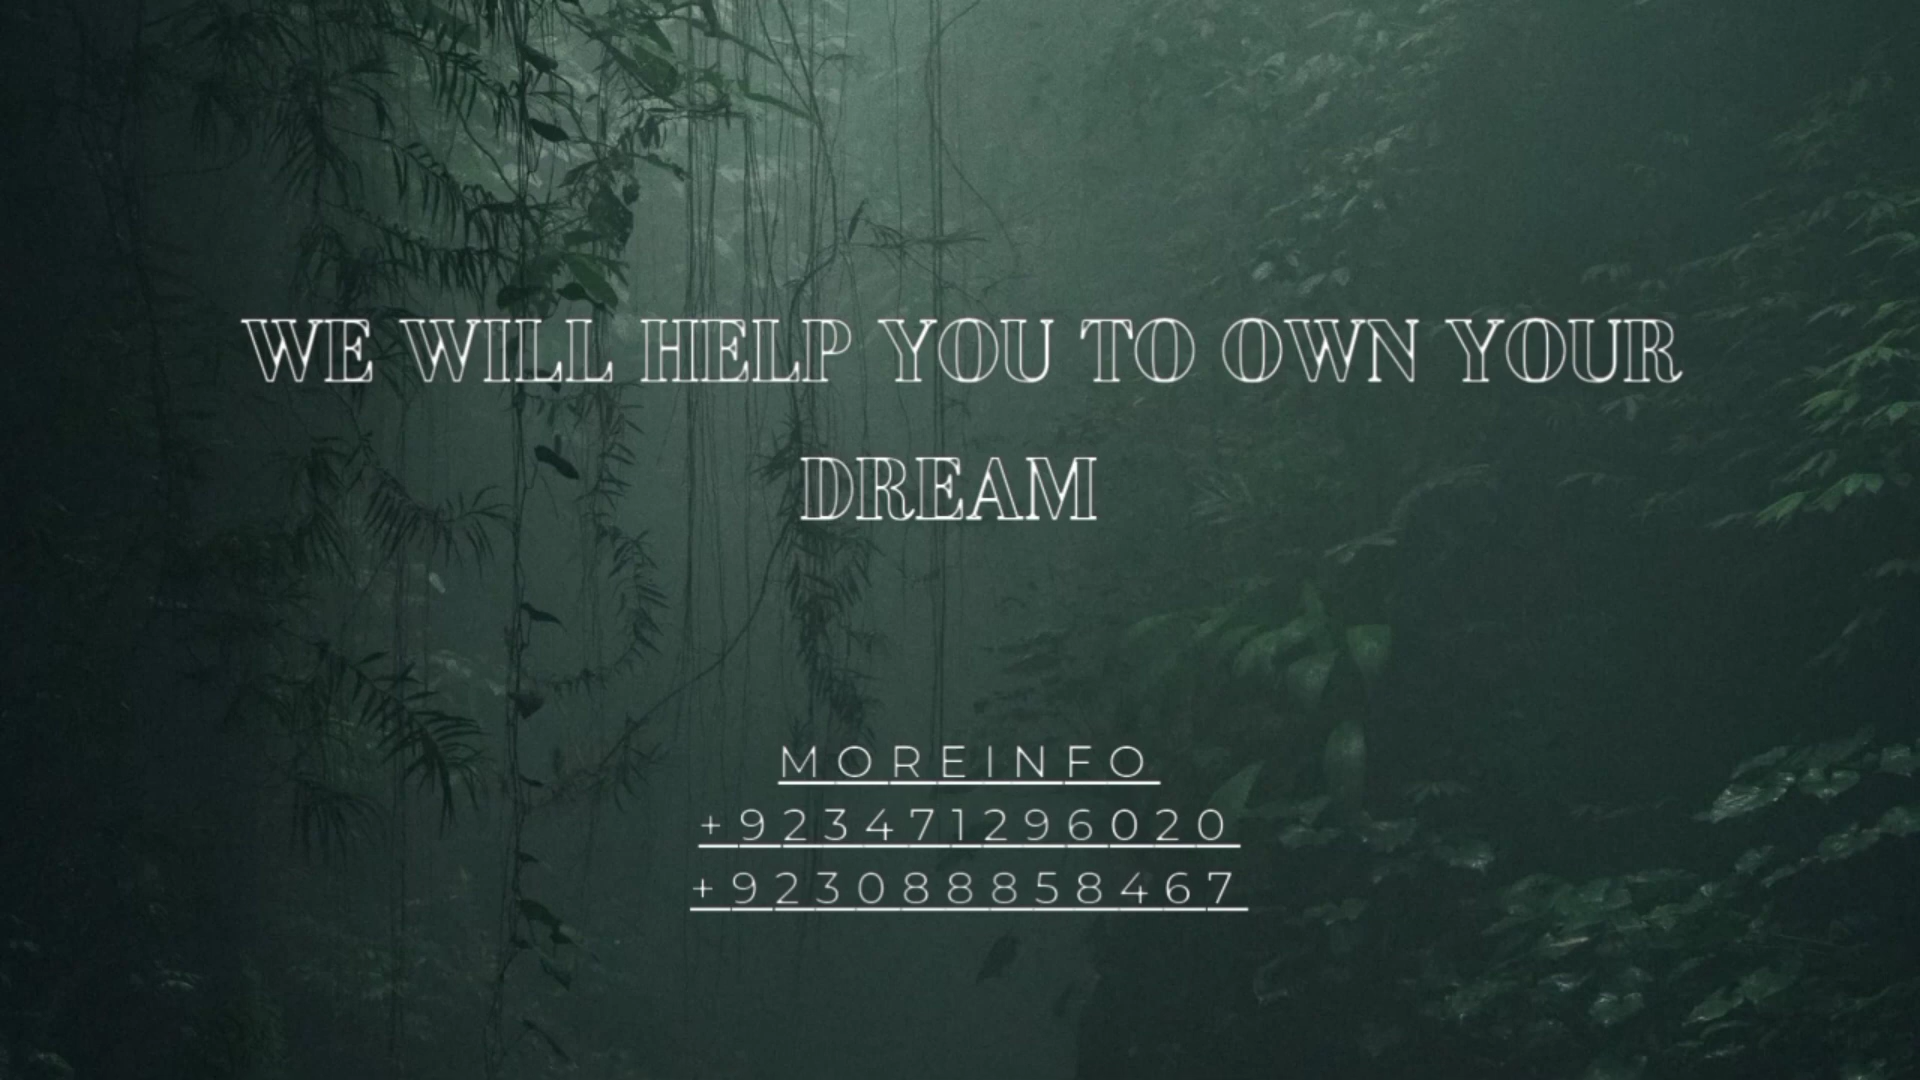 WE WILL HELP YOU TO OWN YOUR
DREAM
MOREINFO
+923471296020
+923088858467